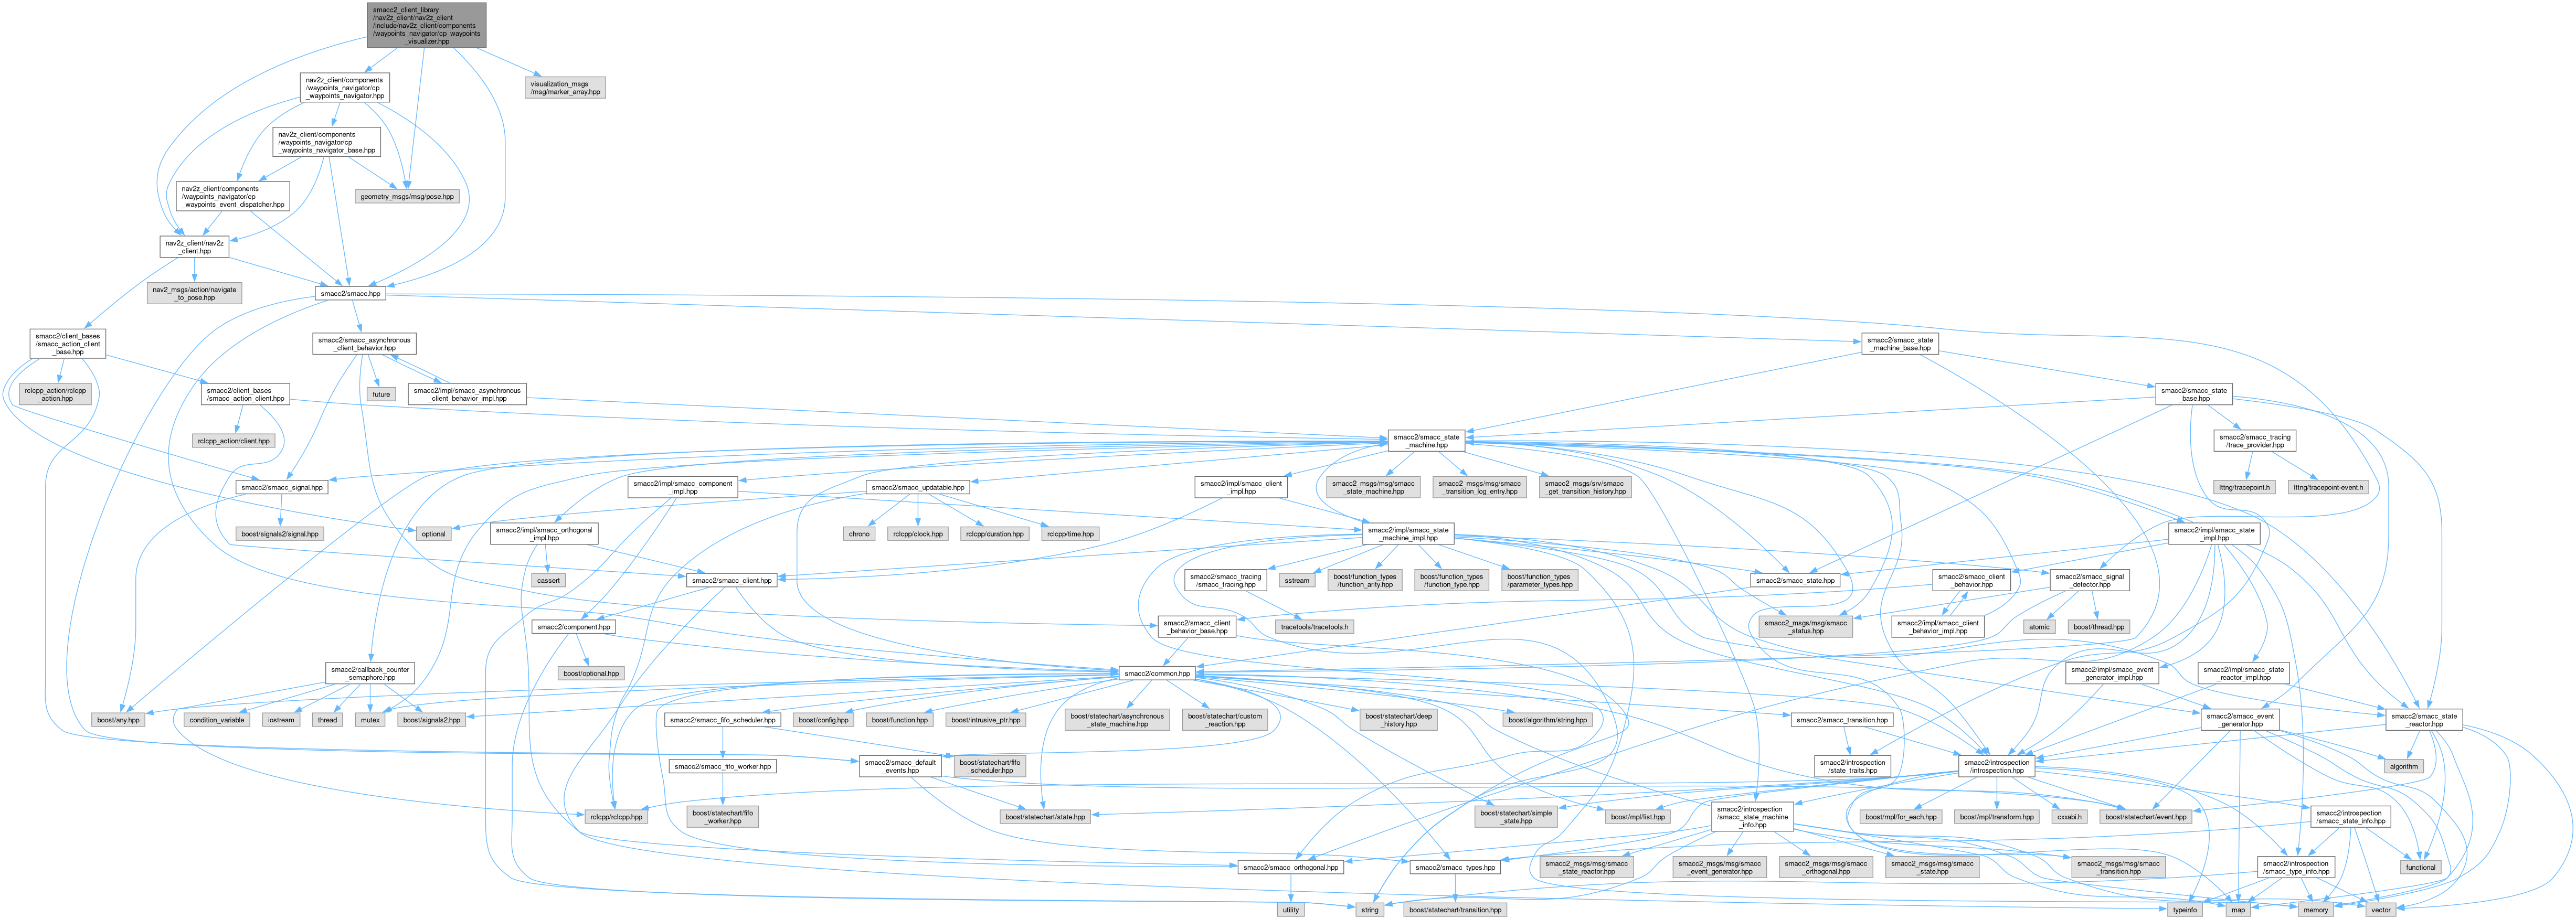 smacc2_client_library
/nav2z_client/nav2z_client
/include/nav2z_client/components
/waypoints_navigator/cp_waypoints
_visualizer.hpp
nav2z_client/components
/waypoints_navigator/cp
_waypoints_navigator.hpp
visualization_msgs
/msg/marker_array.hpp
nav2z_client/components
/waypoints_navigator/cp
_waypoints_navigator_base.hpp
nav2z_client/components
/waypoints_navigator/cp
_waypoints_event_dispatcher.hpp
geometry_msgs/msg/pose.hpp
nav2z_client/nav2z
_client.hpp
nav2_msgs/action/navigate
_to_pose.hpp
smacc2/smacc.hpp
smacc2/client_bases
/smacc_action_client
_base.hpp
smacc2/smacc_asynchronous
_client_behavior.hpp
smacc2/smacc_state
_machine_base.hpp
rclcpp_action/rclcpp
_action.hpp
smacc2/client_bases
/smacc_action_client.hpp
future
smacc2/impl/smacc_asynchronous
_client_behavior_impl.hpp
smacc2/smacc_state
_base.hpp
rclcpp_action/client.hpp
smacc2/smacc_state
_machine.hpp
smacc2/smacc_tracing
/trace_provider.hpp
smacc2/smacc_signal.hpp
smacc2/impl/smacc_component
_impl.hpp
smacc2/smacc_updatable.hpp
smacc2/impl/smacc_client
_impl.hpp
smacc2_msgs/msg/smacc
_state_machine.hpp
smacc2_msgs/msg/smacc
_transition_log_entry.hpp
smacc2_msgs/srv/smacc
_get_transition_history.hpp
lttng/tracepoint.h
lttng/tracepoint-event.h
boost/signals2/signal.hpp
optional
smacc2/impl/smacc_orthogonal
_impl.hpp
chrono
rclcpp/clock.hpp
rclcpp/duration.hpp
rclcpp/time.hpp
smacc2/impl/smacc_state
_machine_impl.hpp
smacc2/impl/smacc_state
_impl.hpp
cassert
smacc2/smacc_client.hpp
smacc2/smacc_tracing
/smacc_tracing.hpp
sstream
boost/function_types
/function_arity.hpp
boost/function_types
/function_type.hpp
boost/function_types
/parameter_types.hpp
smacc2/smacc_state.hpp
smacc2/smacc_client
_behavior.hpp
smacc2/smacc_signal
_detector.hpp
smacc2/component.hpp
smacc2/smacc_client
_behavior_base.hpp
tracetools/tracetools.h
smacc2_msgs/msg/smacc
_status.hpp
smacc2/impl/smacc_client
_behavior_impl.hpp
atomic
boost/thread.hpp
smacc2/callback_counter
_semaphore.hpp
boost/optional.hpp
smacc2/common.hpp
smacc2/impl/smacc_event
_generator_impl.hpp
smacc2/impl/smacc_state
_reactor_impl.hpp
boost/any.hpp
condition_variable
iostream
thread
mutex
boost/signals2.hpp
smacc2/smacc_fifo_scheduler.hpp
boost/config.hpp
boost/function.hpp
boost/intrusive_ptr.hpp
boost/statechart/asynchronous
_state_machine.hpp
boost/statechart/custom
_reaction.hpp
boost/statechart/deep
_history.hpp
boost/algorithm/string.hpp
smacc2/smacc_transition.hpp
smacc2/smacc_event
_generator.hpp
smacc2/smacc_state
_reactor.hpp
smacc2/smacc_fifo_worker.hpp
smacc2/smacc_default
_events.hpp
boost/statechart/fifo
_scheduler.hpp
smacc2/introspection
/state_traits.hpp
smacc2/introspection
/introspection.hpp
algorithm
rclcpp/rclcpp.hpp
boost/statechart/fifo
_worker.hpp
boost/statechart/state.hpp
boost/statechart/simple
_state.hpp
boost/mpl/list.hpp
smacc2/introspection
/smacc_state_machine
_info.hpp
boost/mpl/for_each.hpp
boost/mpl/transform.hpp
cxxabi.h
boost/statechart/event.hpp
smacc2/introspection
/smacc_state_info.hpp
smacc2/smacc_orthogonal.hpp
smacc2/smacc_types.hpp
smacc2_msgs/msg/smacc
_state_reactor.hpp
smacc2_msgs/msg/smacc
_event_generator.hpp
smacc2_msgs/msg/smacc
_orthogonal.hpp
smacc2_msgs/msg/smacc
_state.hpp
smacc2_msgs/msg/smacc
_transition.hpp
smacc2/introspection
/smacc_type_info.hpp
functional
utility
string
boost/statechart/transition.hpp
typeinfo
map
memory
vector